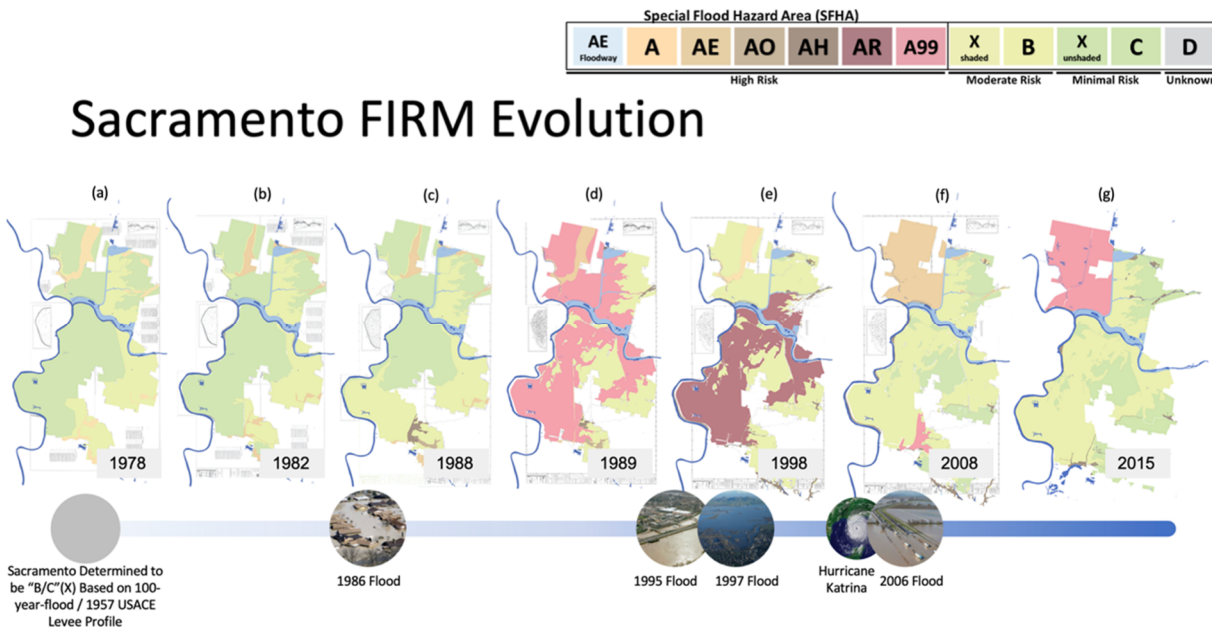 Special Flood Hazard Area (SFHA)
AE A AE AO AH AR A99 X B X C D
Floodway shaded unshaded
High Risk Moderate Risk Minimal Risk Unknown
Sacramento FIRM Evolution
(a) (b) (c) (d) (e) (f) (g)
1978 1982 1988 1989 1998 2008 2015
Sacramento Determined to
be "B/C"(X) Based on 100-
year-flood / 1957 USACE
Levee Profile
1986 Flood
1995 Flood
1997 Flood
Hurricane
Katrina
2006 Flood